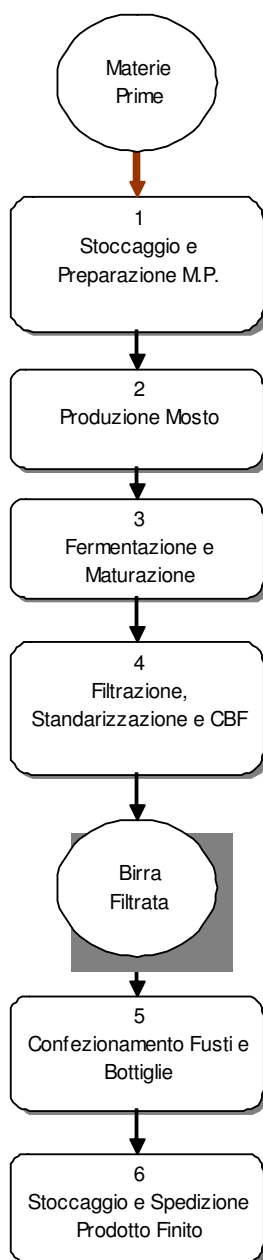 Materie
Prime
1
Stoccaggio e
Preparazione M.P.
2
Produzione Mosto
3
Fermentazione e
Maturazione
4
Filtrazione,
Standarizzazione e CBF
Birra
Filtrata
5
Confezionamento Fusti e
Bottiglie
6
Stoccaggio e Spedizione
Prodotto Finito